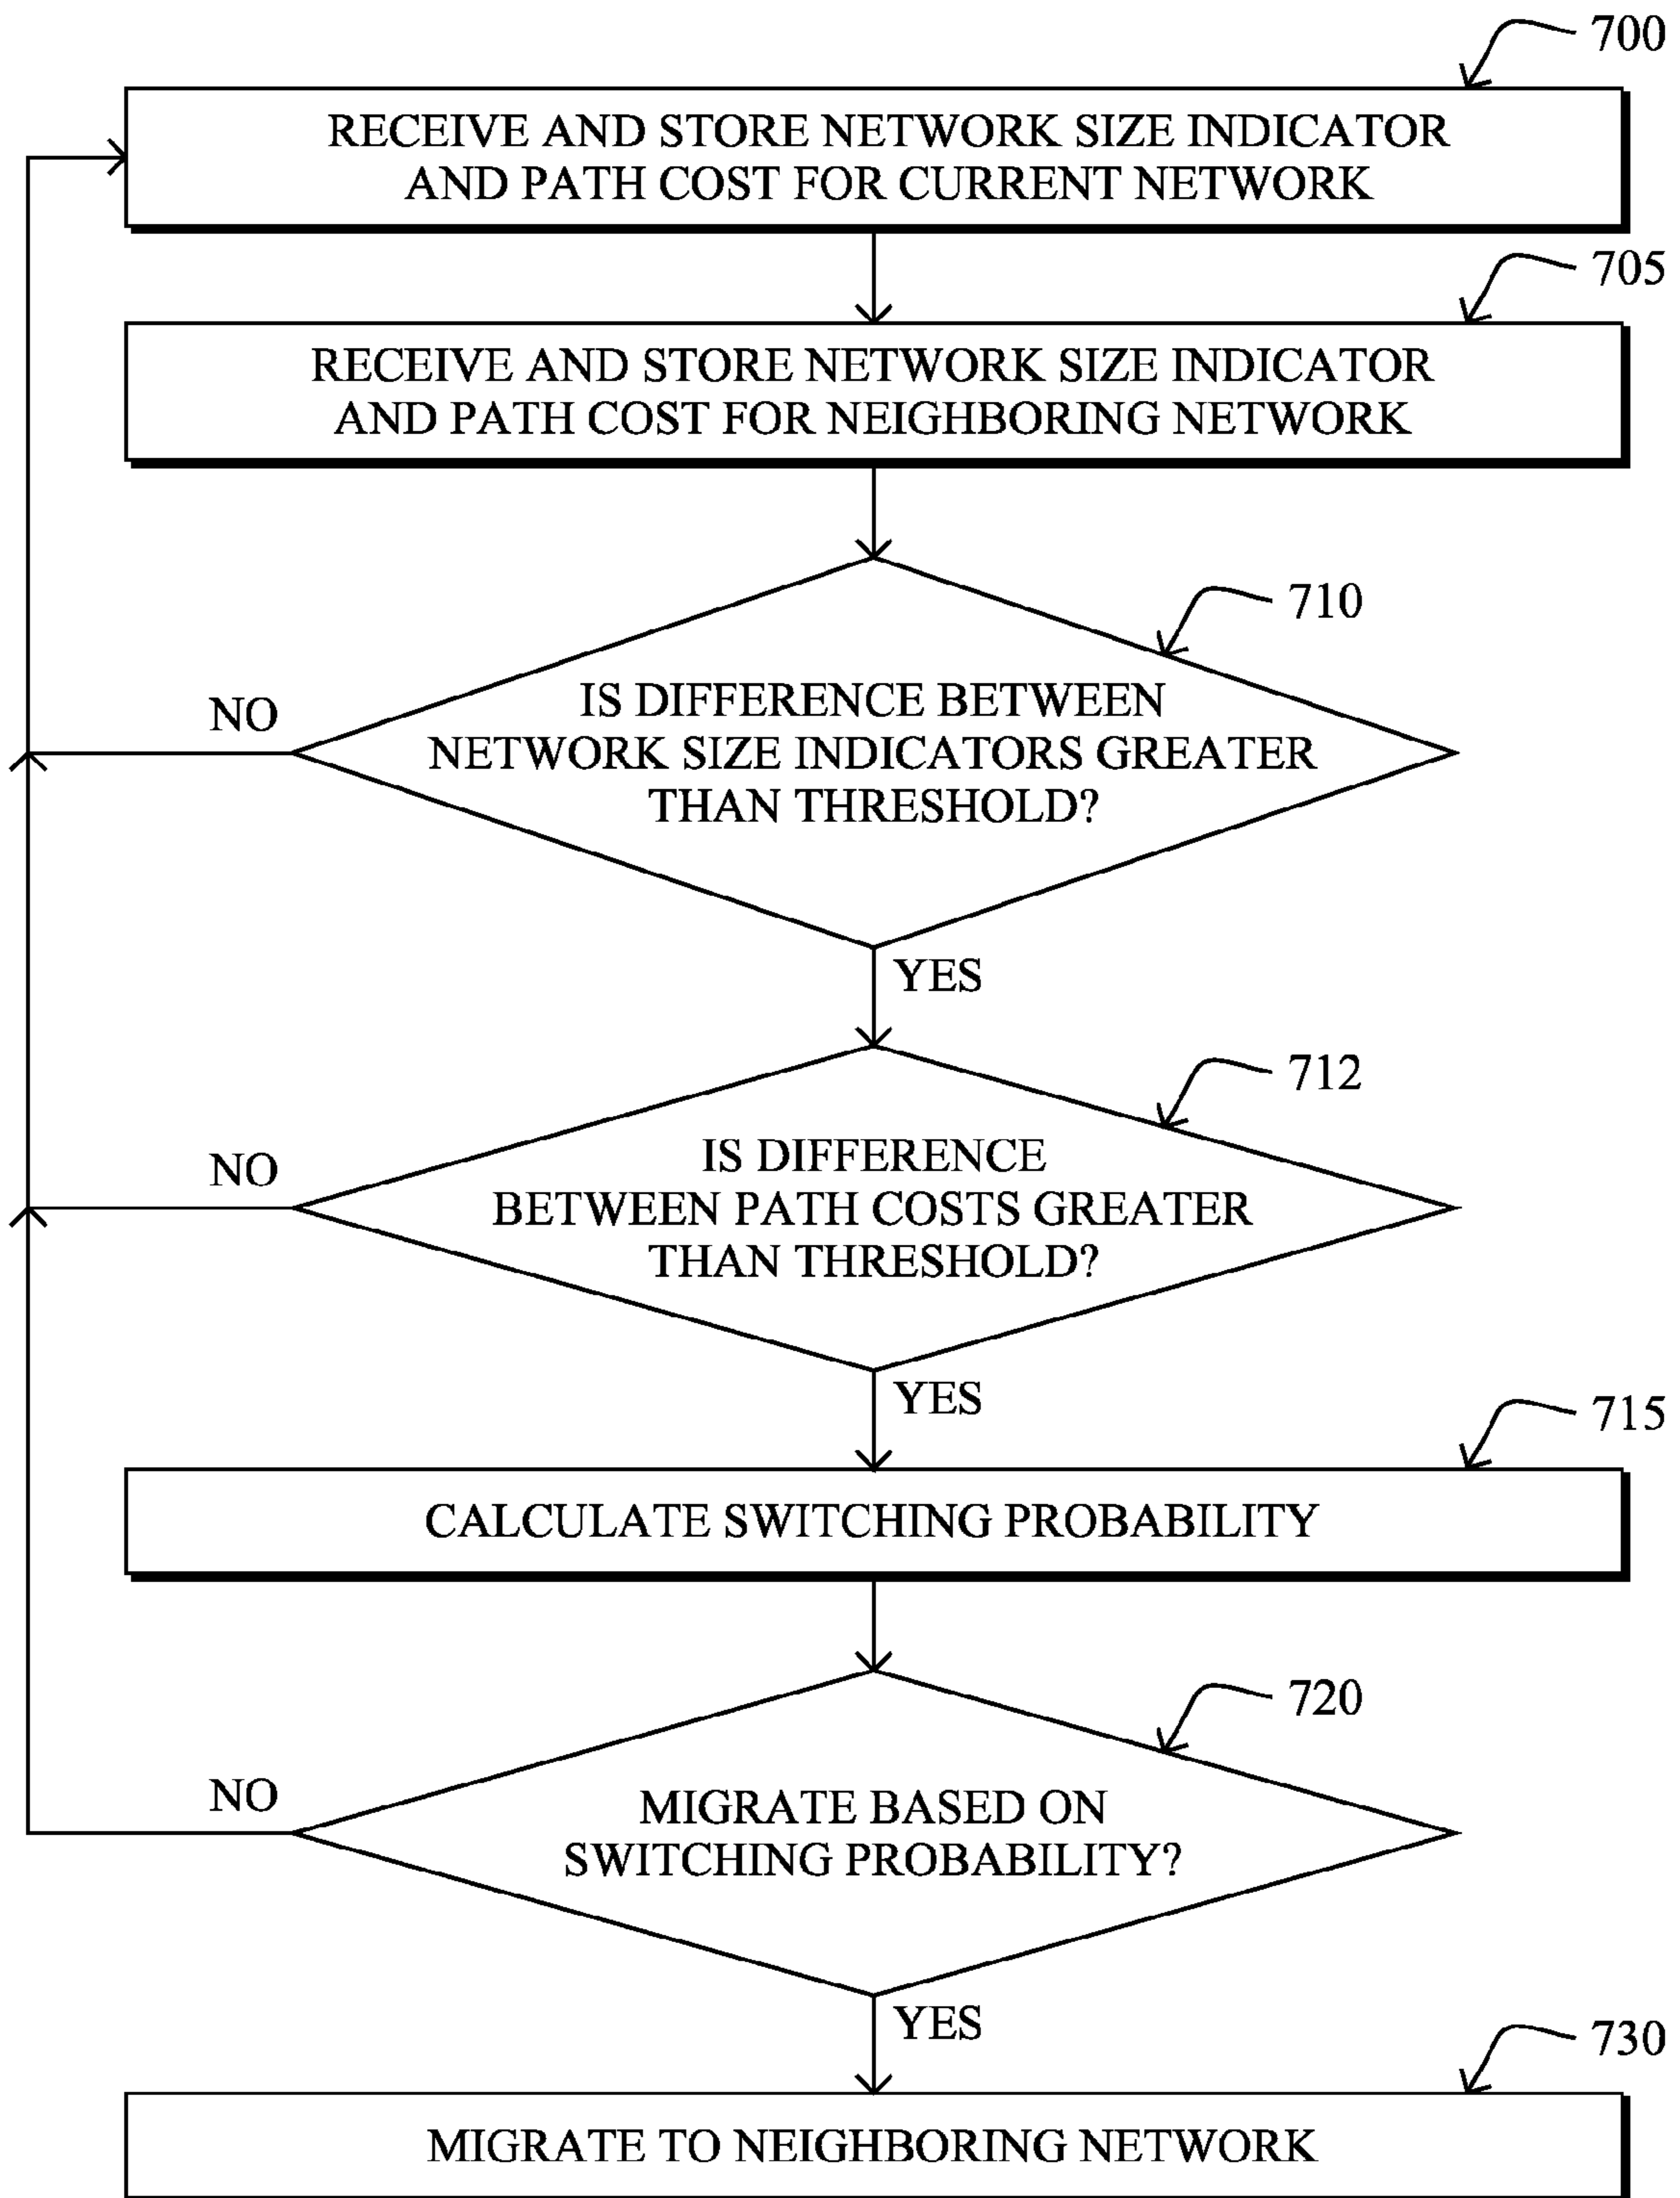 700
RECEIVE AND STORE NETWORK SIZE INDICATOR
AND PATH COST FOR CURRENT NETWORK
705
RECEIVE AND STORE NETWORK SIZE INDICATOR
AND PATH COST FOR NEIGHBORING NETWORK
710
IS DIFFERENCE BETWEEN
NETWORK SIZE INDICATORS GREATER
THAN THRESHOLD?
NO
YES
712
IS DIFFERENCE
BETWEEN PATH COSTS GREATER
THAN THRESHOLD?
NO
YES
715
CALCULATE SWITCHING PROBABILITY
720
MIGRATE BASED ON
SWITCHING PROBABILITY?
NO
YES
730
MIGRATE TO NEIGHBORING NETWORK